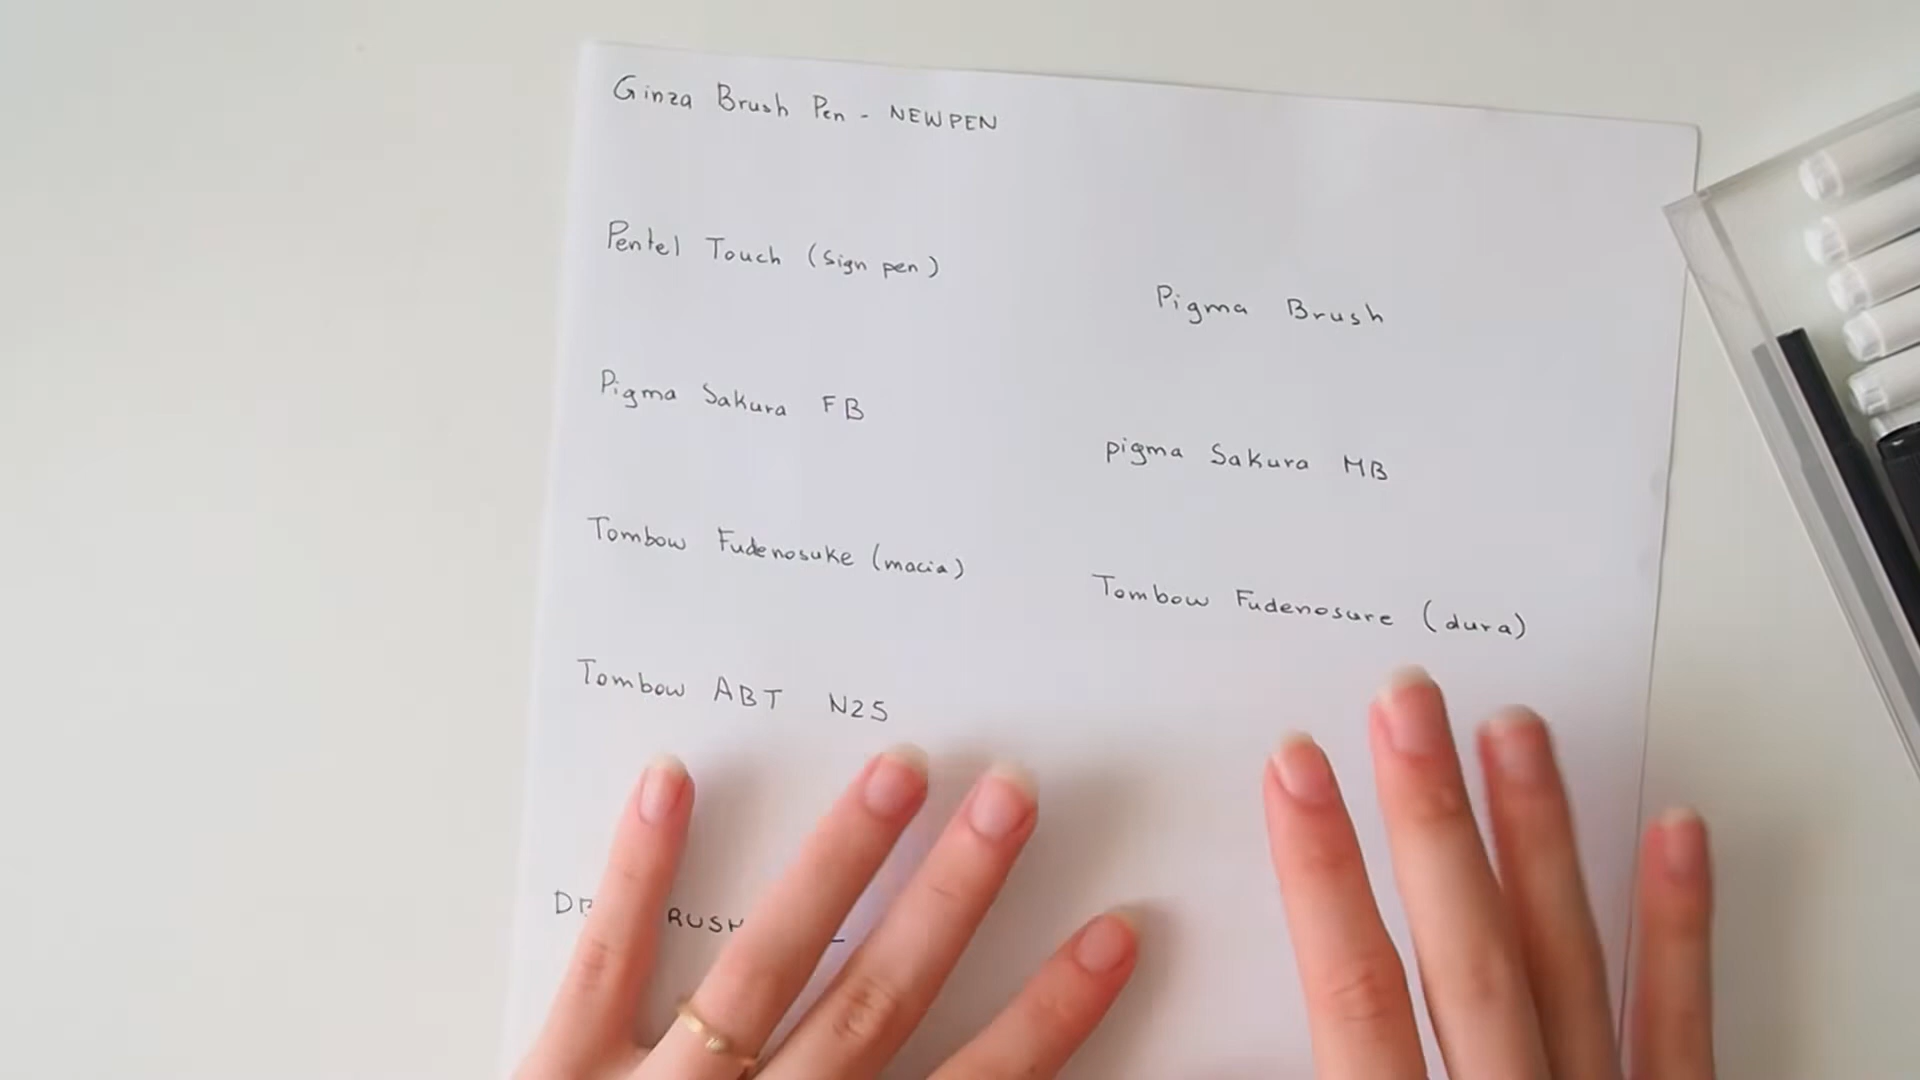 Ginza Brush Pen - NEWPEN
Pentel Touch (sign pen)
Pigma Brush
Pigma Sakura FB
pigma Sakura MB
Tombow Fudenosuke (macia)
Tombow Fudenosure (dura)
Tombow ABT N25